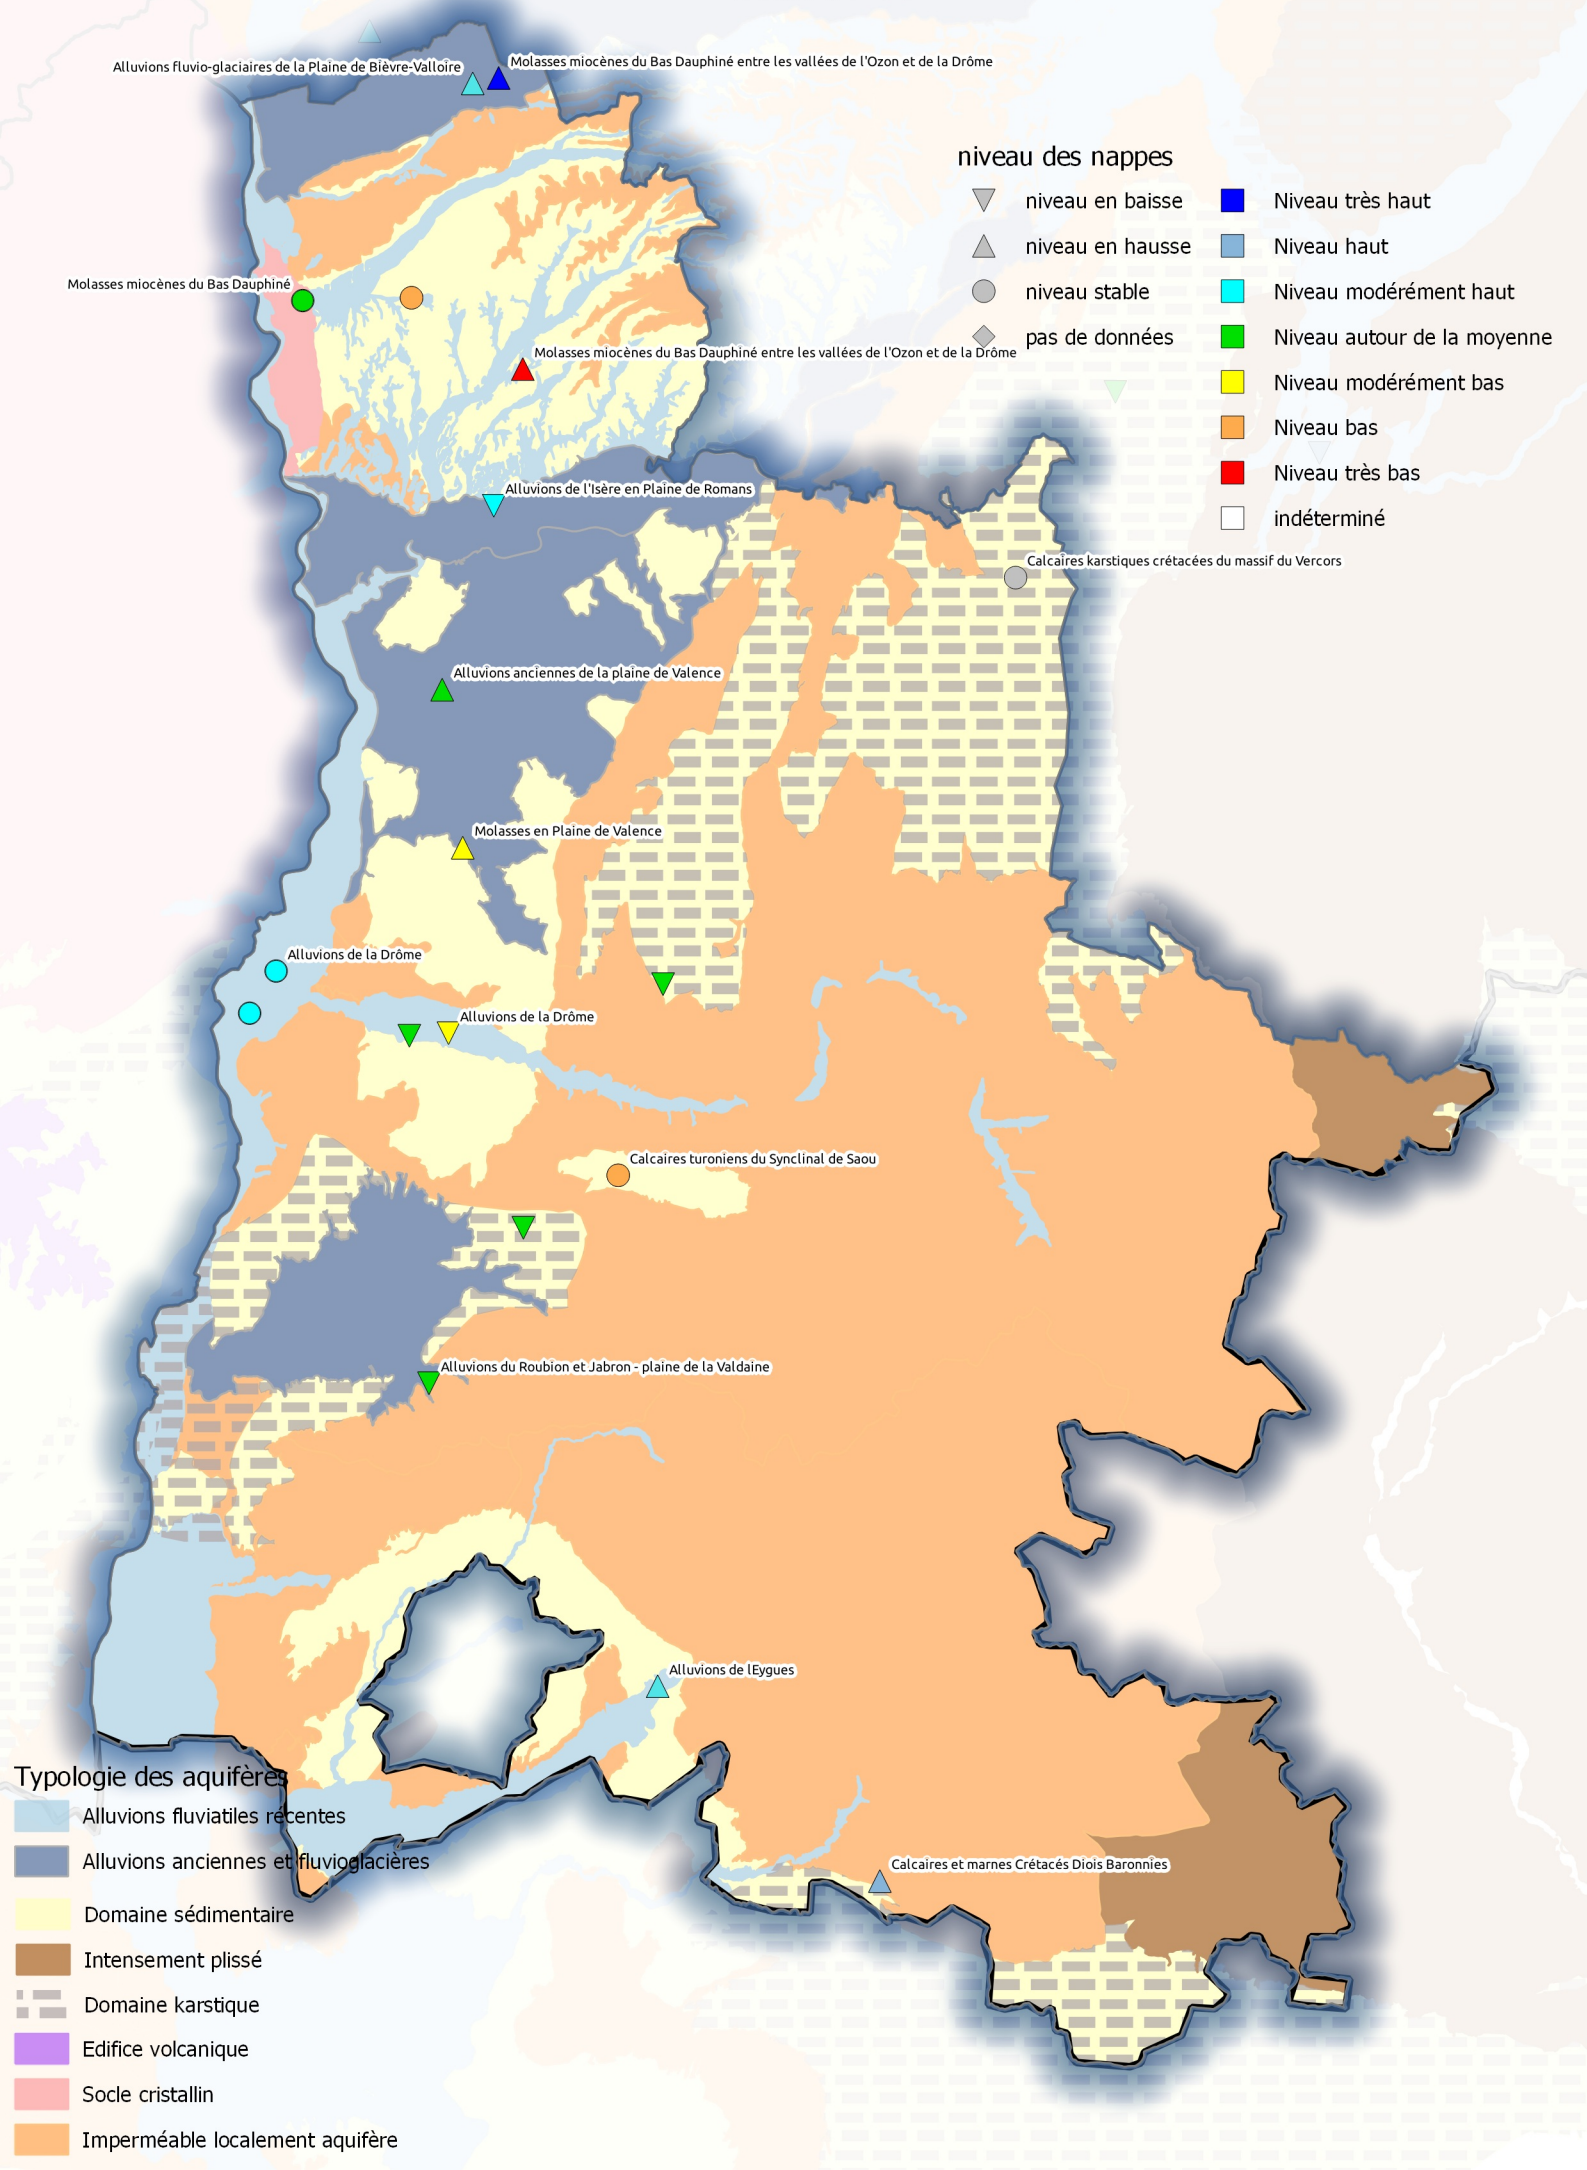 Molasses miocènes du Bas Dauphiné entre les vallées de l'Ozon et de la Drôme
Alluvions fluvio-glaciaires de la Plaine de Bièvre-Valloire
niveau des nappes
niveau en baisse
Niveau très haut
niveau en hausse
Niveau haut
Molasses miocènes du Bas Dauphiné
niveau stable
Niveau modérément haut
pas de données
Niveau autour de la moyenne
Molasses miocènes du Bas Dauphiné entre les vallées de l'Ozon et de la Drôme
Niveau modérément bas
Niveau bas
Niveau très bas
Alluvions de l'Isère en Plaine de Romans
indéterminé
Calcaires karstiques crétacées du massif du Vercors
Alluvions anciennes de la plaine de Valence
Molasses en Plaine de Valence
Alluvions de la Drôme
Alluvions de la Drôme
Calcaires turoniens du Synclinal de Saou
Alluvions du Roubion et Jabron - plaine de la Valdaine
Alluvions de lEygues
Typologie des aquifères
Alluvions fluviatiles récentes
Alluvions anciennes et fluvioglacières
Calcaires et marnes Crétacés Diois Baronnies
Domaine sédimentaire
Intensement plissé
Domaine karstique
Edifice volcanique
Socle cristallin
Imperméable localement aquifère